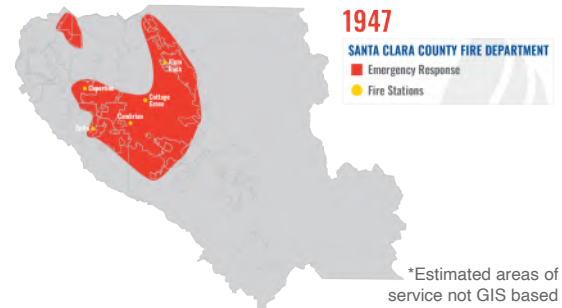 1947
SANTA CLARA COUNTY FIRE DEPARTMENT
Emergency Response
Fire Stations
Alum
Rock
Cupertino
Cottage
Grove
Cambrian
*Estimated areas of
service not GIS based